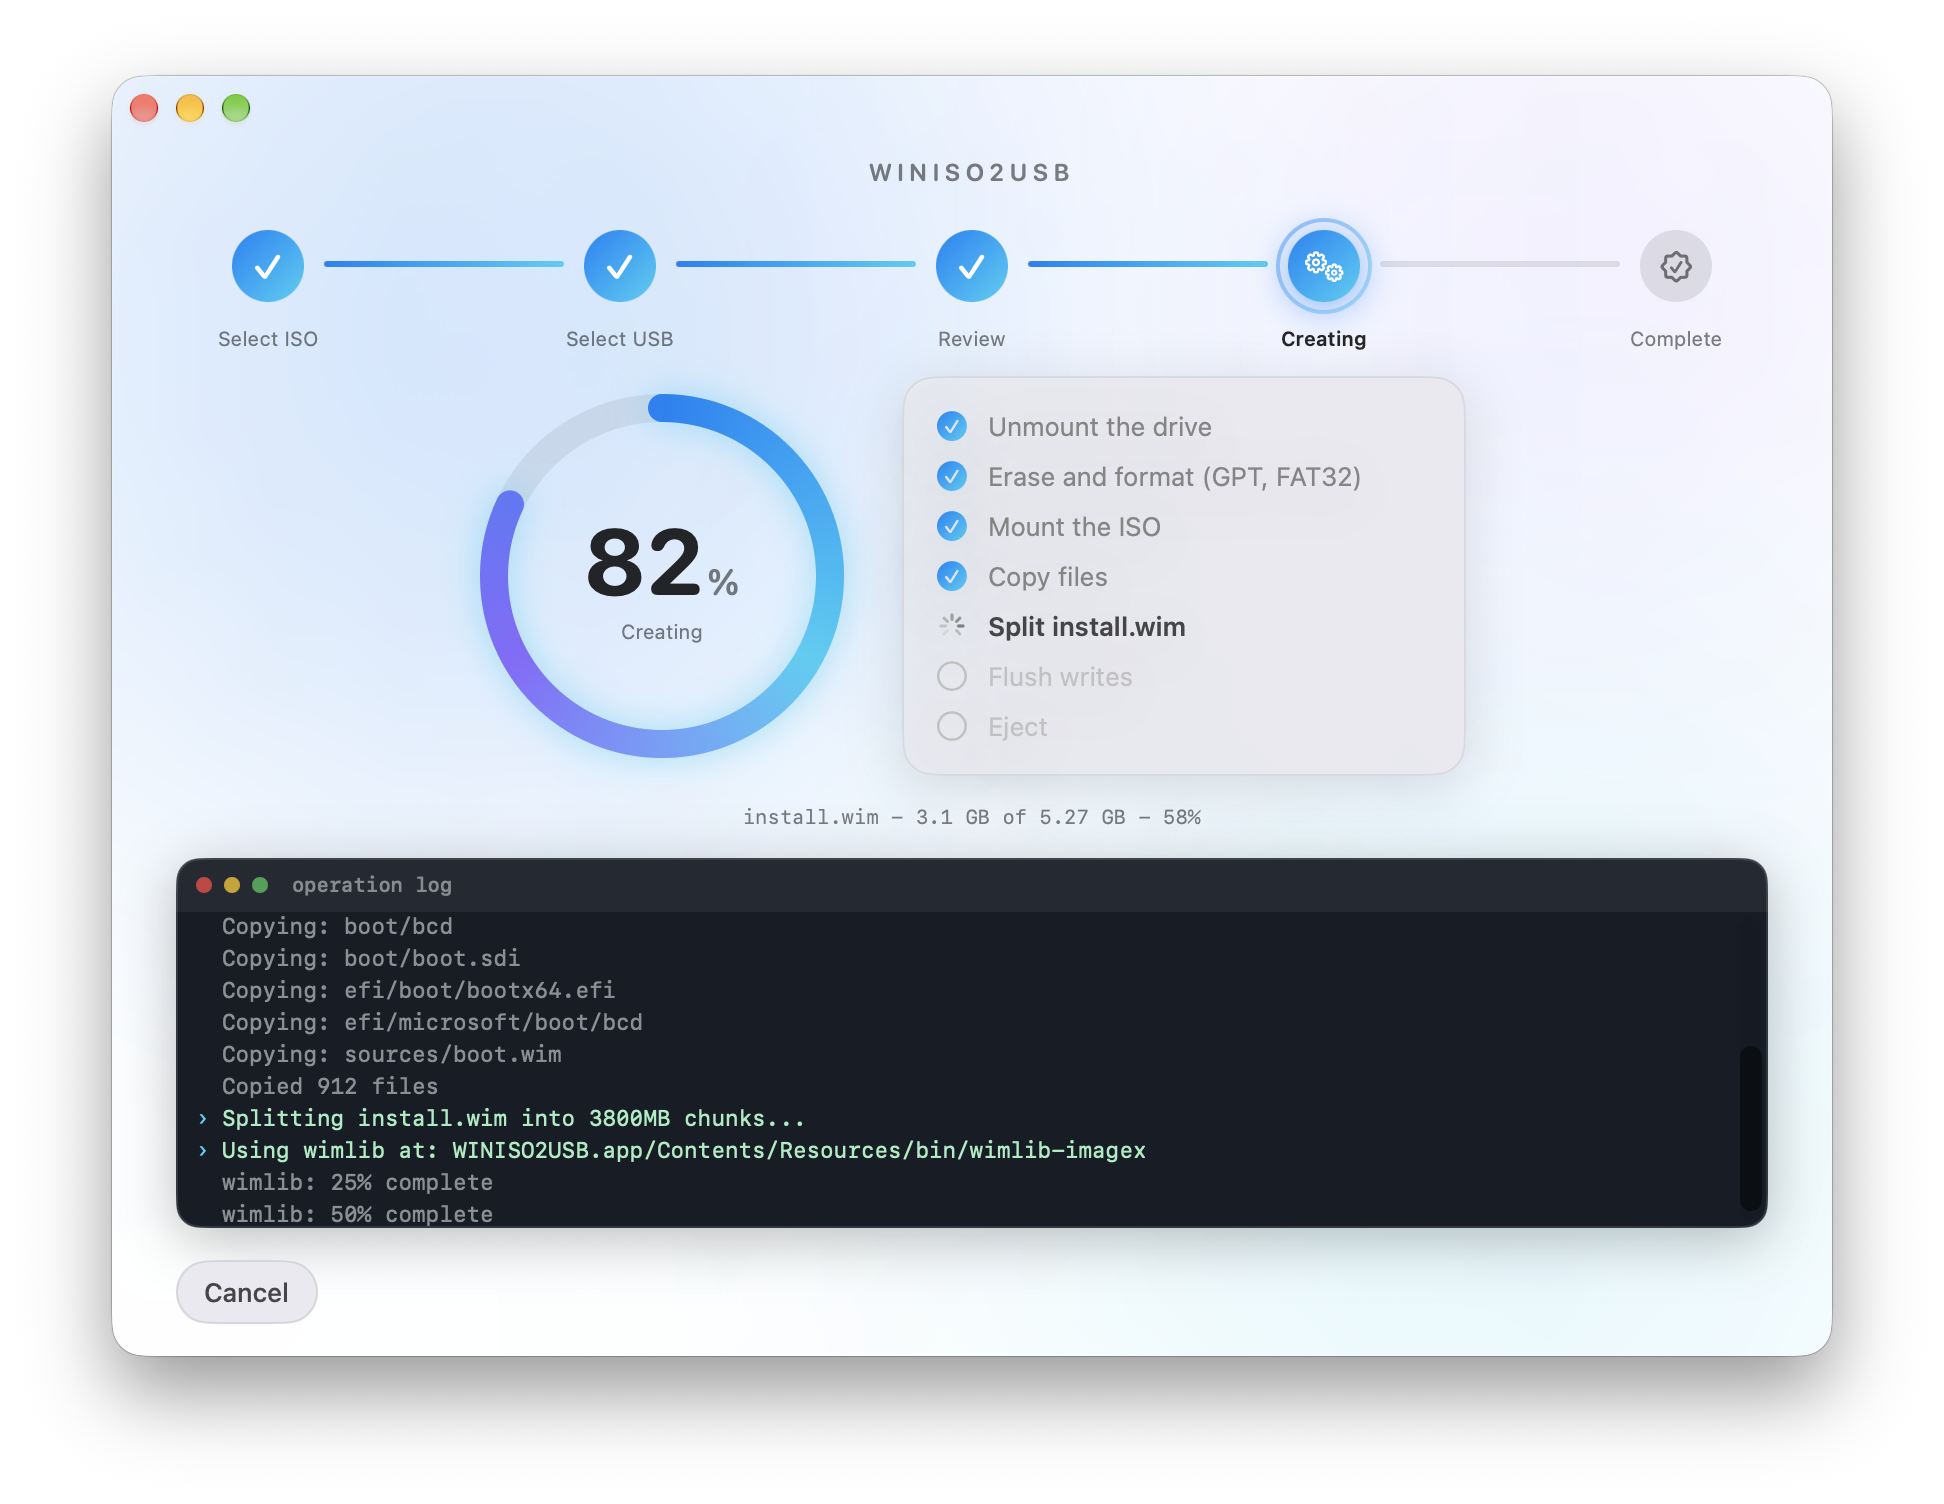 WINISO2USB
Select ISO
Select USB
Review
Creating
Complete
82%
Creating
Unmount the drive
Erase and format (GPT, FAT32)
Mount the ISO
Copy files
Split install.wim
Flush writes
Eject
install.wim — 3.1 GB of 5.27 GB — 58%
operation log
Copying: boot/bcd
Copying: boot/boot.sdi
Copying: efi/boot/bootx64.efi
Copying: efi/microsoft/boot/bcd
Copying: sources/boot.wim
Copied 912 files
› Splitting install.wim into 3800MB chunks...
› Using wimlib at: WINISO2USB.app/Contents/Resources/bin/wimlib-imagex
wimlib: 25% complete
wimlib: 50% complete
Cancel